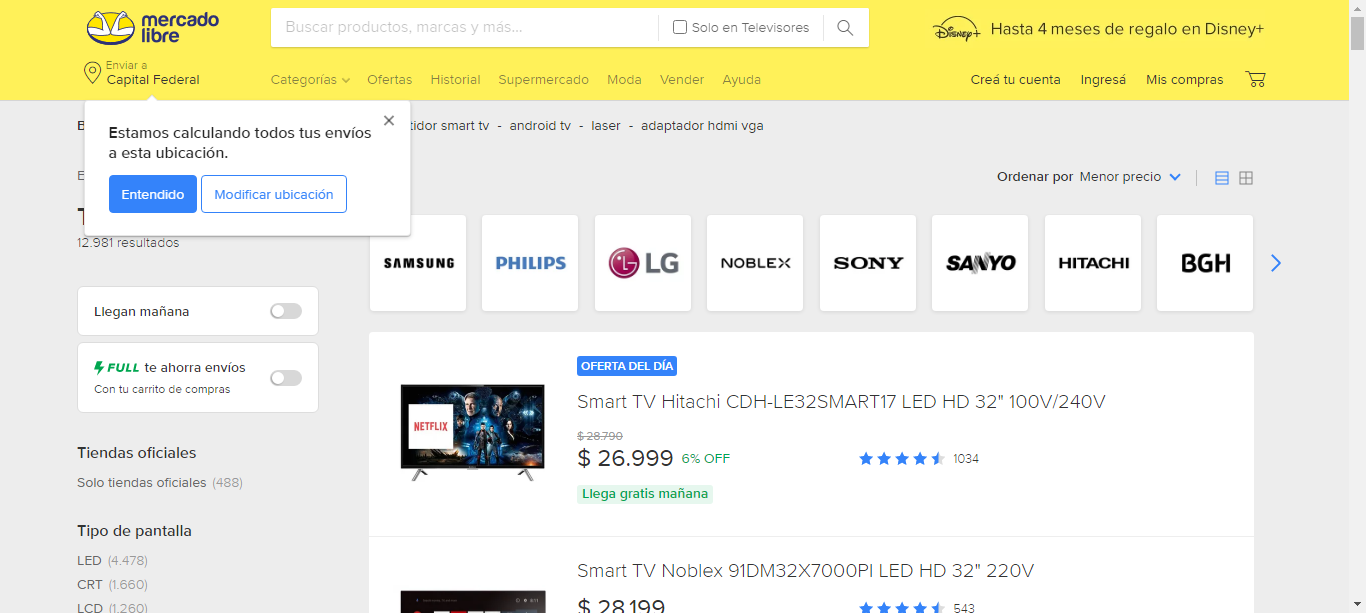 mercado
libre
Buscar productos, marcas y más...
Solo en Televisores
Disney+
Hasta 4 meses de regalo en Disney+
Enviar a
Capital Federal
Categorías
Ofertas
Historial
Supermercado
Moda
Vender
Ayuda
Creá tu cuenta
Ingresá
Mis compras
smart tv - android tv - laser - adaptador hdmi vga
Estamos calculando todos tus envíos
a esta ubicación.
Entendido
Modificar ubicación
12.981 resultados
Ordenar por Menor precio
SAMSUNG
PHILIPS
LG
NOBLEX
SONY
SANYO
HITACHI
BGH
Llegan mañana
FULL te ahorra envíos
Con tu carrito de compras
Tiendas oficiales
Solo tiendas oficiales (488)
Tipo de pantalla
LED (4.478)
CRT (1.660)
LCD (1.260)
OFERTA DEL DÍA
NETFLIX
Smart TV Hitachi CDH-LE32SMART17 LED HD 32" 100V/240V
$ 28.790
$ 26.999 6% OFF
1034
Llega gratis mañana
Smart TV Noblex 91DM32X7000PI LED HD 32" 220V
$ 28.199
543